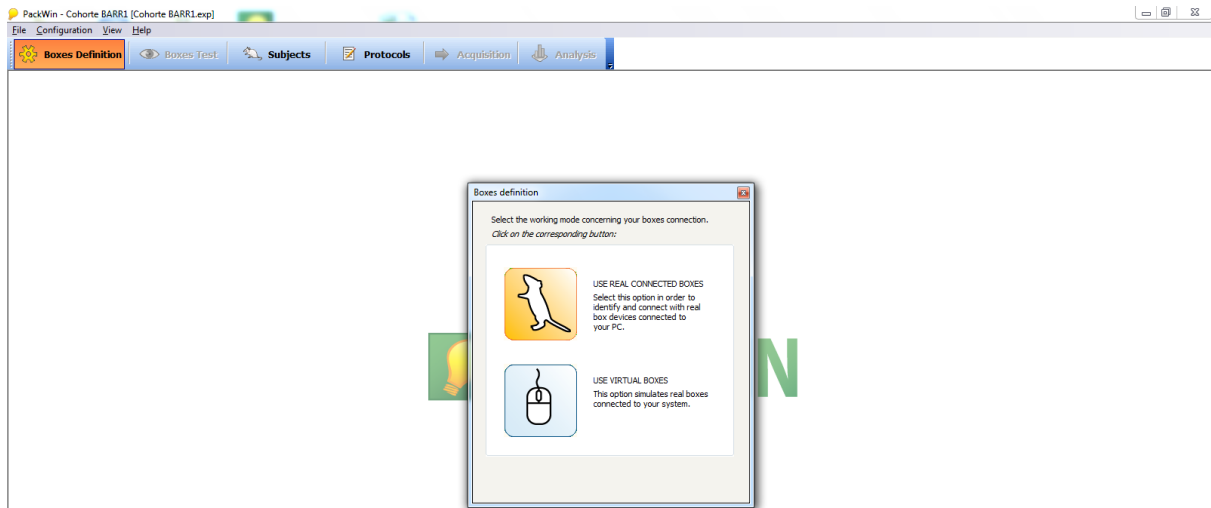 PackWin - Cohorte BARR1 [Cohorte BARR1.exp]
File Configuration View Help
Boxes Definition Boxes Test Subjects Protocols Acquisition Analysis
Boxes definition
Select the working mode concerning your boxes connection.
Click on the corresponding button:
USE REAL CONNECTED BOXES
Select this option in order to
identify and connect with real
box devices connected to
your PC.
USE VIRTUAL BOXES
This option simulates real boxes
connected to your system.
N